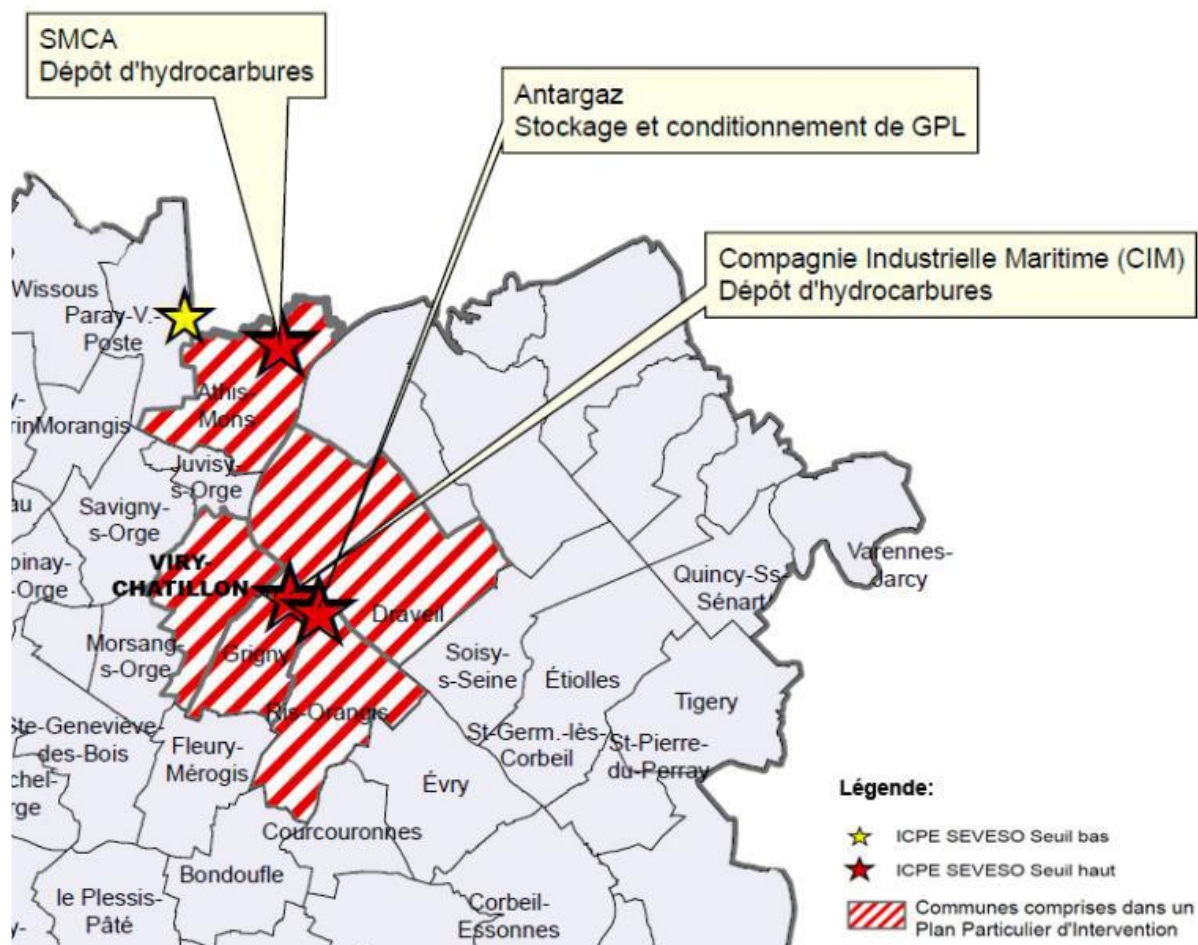 SMCA
Dépôt d'hydrocarbures
Antargaz
Stockage et conditionnement de GPL
Compagnie Industrielle Maritime (CIM)
Dépôt d'hydrocarbures
Wissous
Paray-V.-
Poste
Athis-
Mons
Morangis
Juvisy-
s-Orge
Savigny-
s-Orge
VIRY-
CHATILLON
-Orge
Varennes-
Jarcy
Quincy-Ss-
Sénart
Draveil
Morsang-
s-Orge
Grigny
Soisy-
s-Seine
Étiolles
Tigery
Ris-Orangis
Ste-Geneviève-
des-Bois
Fleury-
Mérogis
St-Germ.-lès-
Corbeil
St-Pierre-
du-Perray
Évry
Courcouronnes
Bondoufle
le Plessis-
Pâté
Corbeil-
Essonnes
Légende:
ICPE SEVESO Seuil bas
ICPE SEVESO Seuil haut
Communes comprises dans un
Plan Particulier d'Intervention